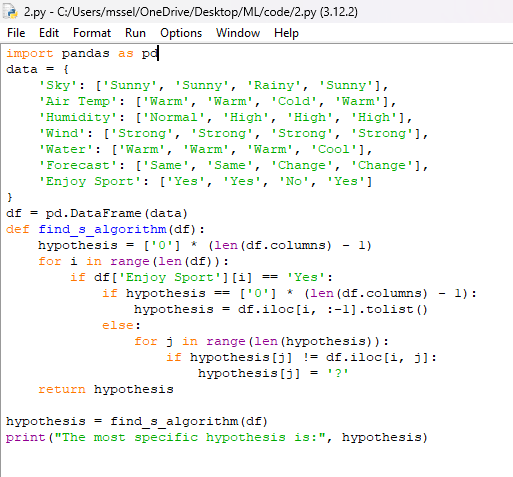 2.py - C:/Users/mssel/OneDrive/Desktop/ML/code/2.py (3.12.2)
File Edit Format Run Options Window Help
import pandas as pd
data = {
    'Sky': ['Sunny', 'Sunny', 'Rainy', 'Sunny'],
    'Air Temp': ['Warm', 'Warm', 'Cold', 'Warm'],
    'Humidity': ['Normal', 'High', 'High', 'High'],
    'Wind': ['Strong', 'Strong', 'Strong', 'Strong'],
    'Water': ['Warm', 'Warm', 'Warm', 'Cool'],
    'Forecast': ['Same', 'Same', 'Change', 'Change'],
    'Enjoy Sport': ['Yes', 'Yes', 'No', 'Yes']
}
df = pd.DataFrame(data)
def find_s_algorithm(df):
    hypothesis = ['0'] * (len(df.columns) - 1)
    for i in range(len(df)):
        if df['Enjoy Sport'][i] == 'Yes':
            if hypothesis == ['0'] * (len(df.columns) - 1):
                hypothesis = df.iloc[i, :-1].tolist()
            else:
                for j in range(len(hypothesis)):
                    if hypothesis[j] != df.iloc[i, j]:
                        hypothesis[j] = '?'
    return hypothesis

hypothesis = find_s_algorithm(df)
print("The most specific hypothesis is:", hypothesis)